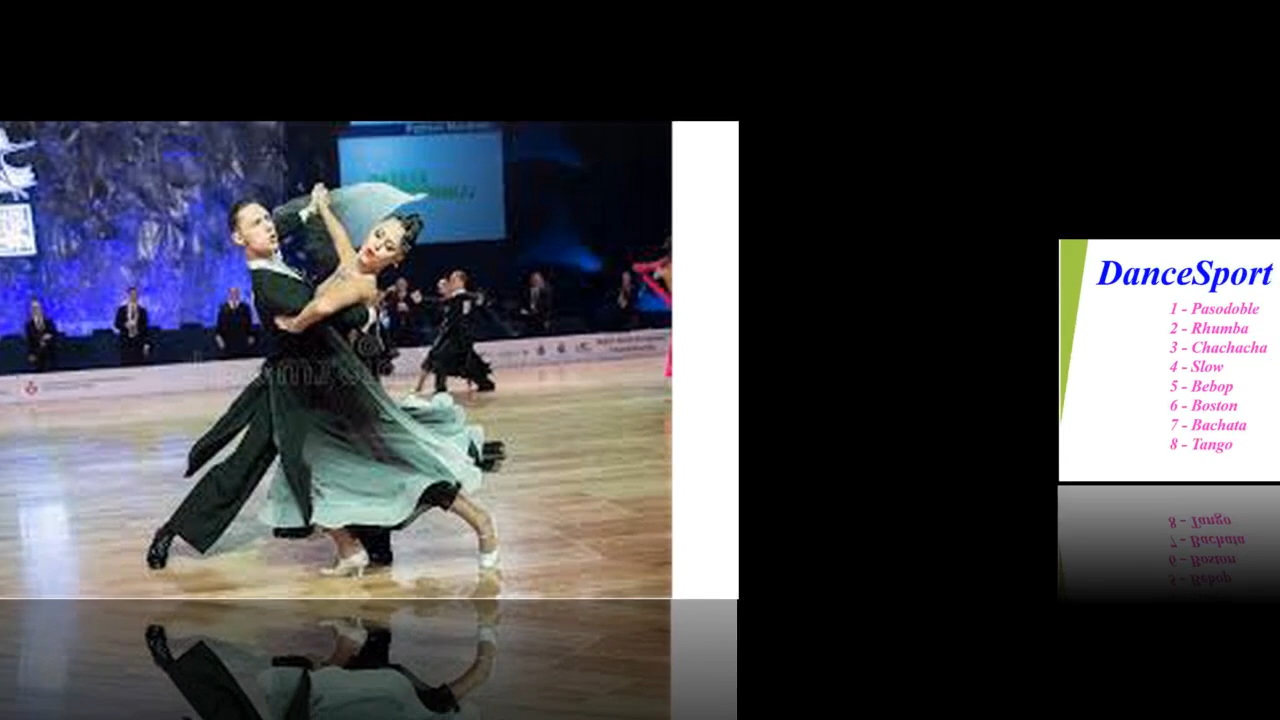 DanceSport
1 - Pasodoble
2 - Rhumba
3 - Chachacha
4 - Slow
5 - Bebop
6 - Boston
7 - Bachata
8 - Tango